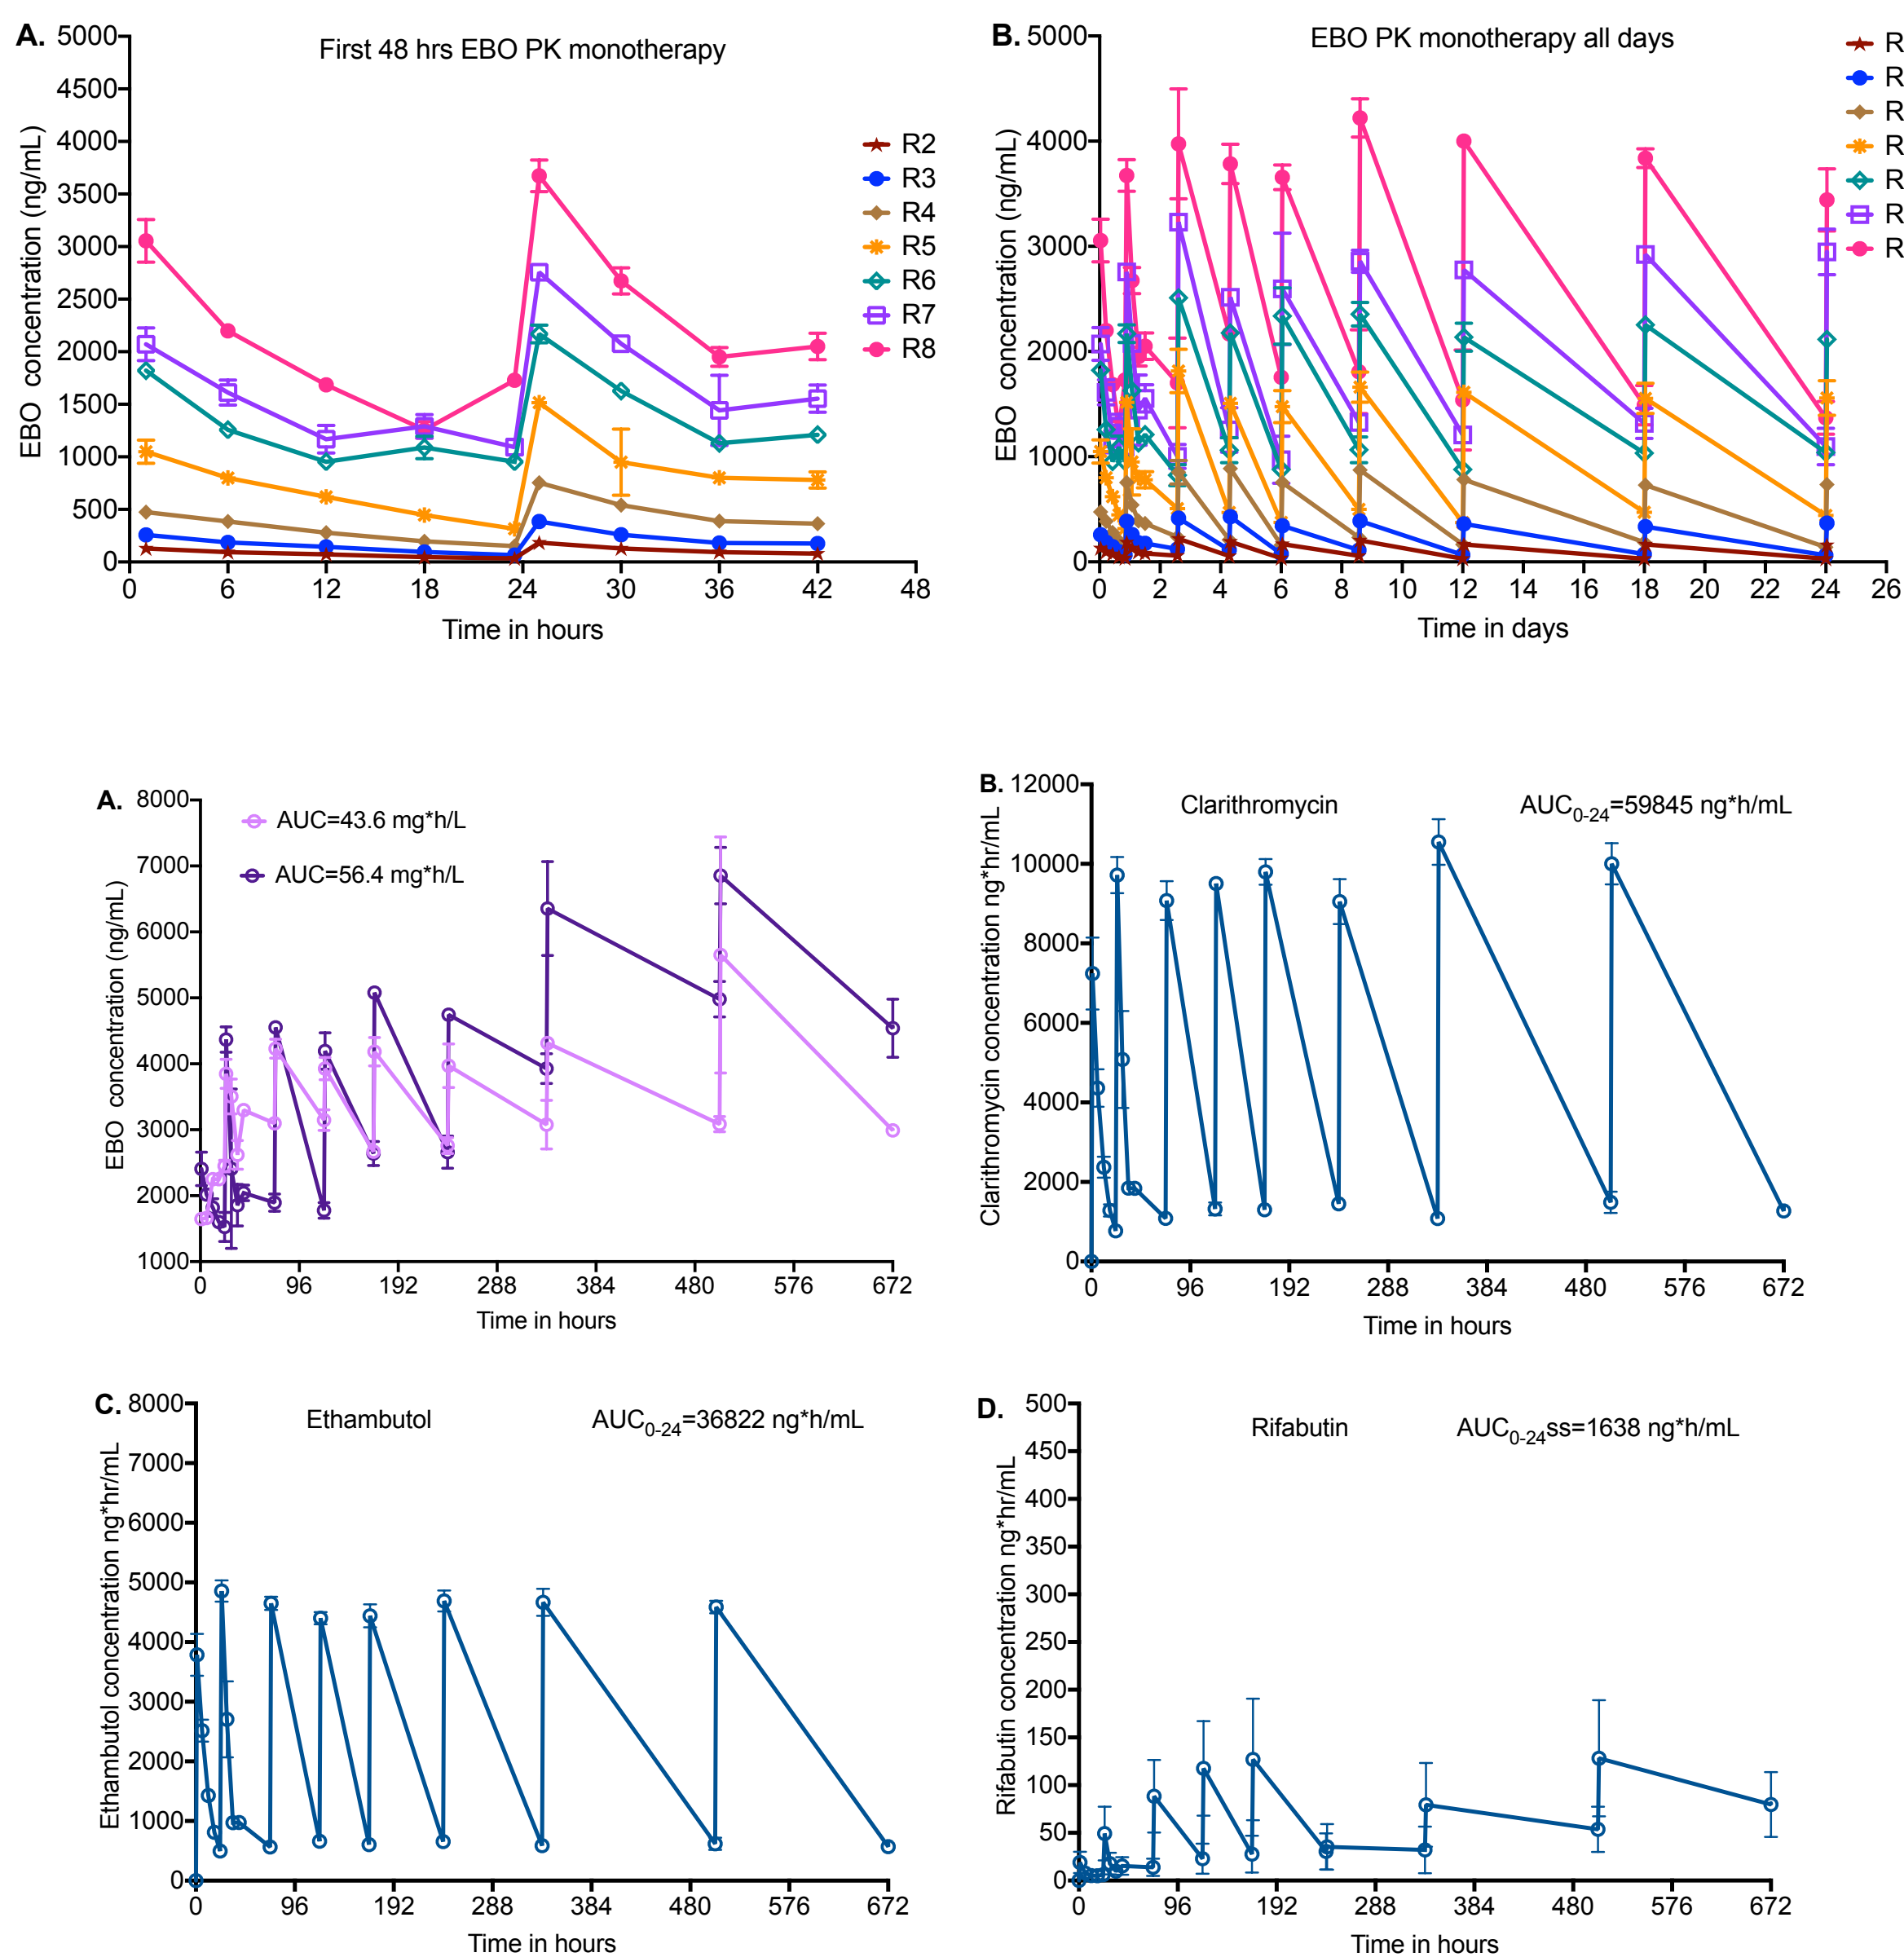 A.
First 48 hrs EBO PK monotherapy
EBO concentration (ng/mL)
5000
4500
4000
3500
3000
2500
2000
1500
1000
500
0
0 6 12 18 24 30 36 42 48
Time in hours
R2
R3
R4
R5
R6
R7
R8
B.
EBO PK monotherapy all days
EBO concentration (ng/mL)
5000
4000
3000
2000
1000
0
0 2 4 6 8 10 12 14 16 18 20 22 24 26
Time in days
R
R
R
R
R
R
R
A.
AUC=43.6 mg*h/L
AUC=56.4 mg*h/L
EBO concentration (ng/mL)
8000
7000
6000
5000
4000
3000
2000
1000
0 96 192 288 384 480 576 672
Time in hours
B.
Clarithromycin
AUC0-24=59845 ng*h/mL
Clarithromycin concentration ng*hr/mL
12000
10000
8000
6000
4000
2000
0
0 96 192 288 384 480 576 672
Time in hours
C.
Ethambutol
AUC0-24=36822 ng*h/mL
Ethambutol concentration ng*hr/mL
8000
7000
6000
5000
4000
3000
2000
1000
0
0 96 192 288 384 480 576 672
Time in hours
D.
Rifabutin
AUC0-24ss=1638 ng*h/mL
Rifabutin concentration ng*hr/mL
500
450
400
350
300
250
200
150
100
50
0
0 96 192 288 384 480 576 672
Time in hours